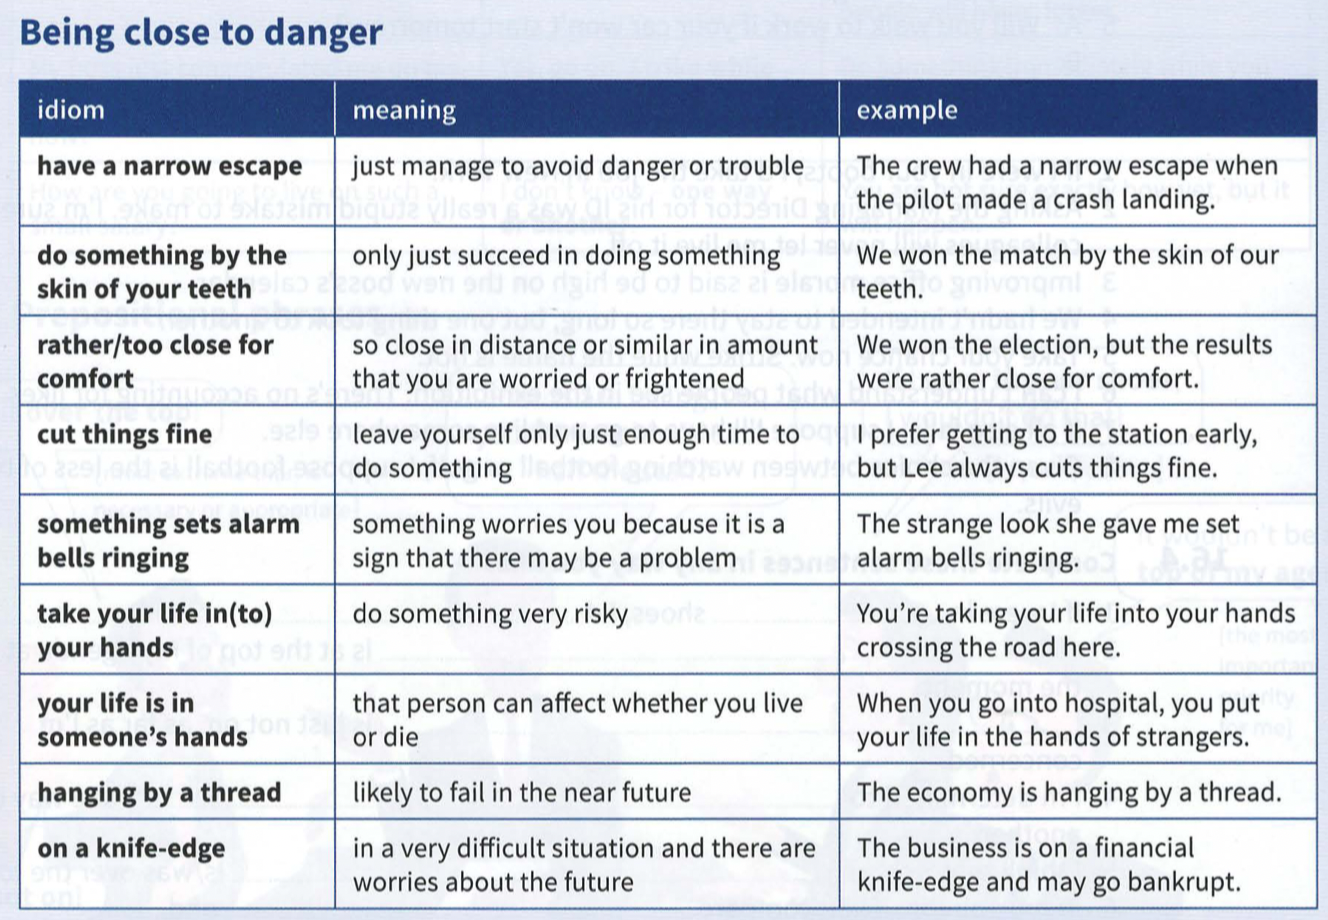 Being close to danger
idiom meaning example
have a narrow escape just manage to avoid danger or trouble The crew had a narrow escape when
the pilot made a crash landing.
do something by the only just succeed in doing something We won the match by the skin of our
skin of your teeth teeth.
rather/too close for so close in distance or similar in amount We won the election, but the results
comfort that you are worried or frightened were rather close for comfort.
cut things fine leave yourself only just enough time to I prefer getting to the station early,
do something but Lee always cuts things fine.
something sets alarm something worries you because it is a The strange look she gave me set
bells ringing sign that there may be a problem alarm bells ringing.
take your life in(to) do something very risky You're taking your life into your hands
your hands crossing the road here.
your life is in that person can affect whether you live When you go into hospital, you put
someone's hands or die your life in the hands of strangers.
hanging by a thread likely to fail in the near future The economy is hanging by a thread.
on a knife-edge in a very difficult situation and there are The business is on a financial
worries about the future knife-edge and may go bankrupt.